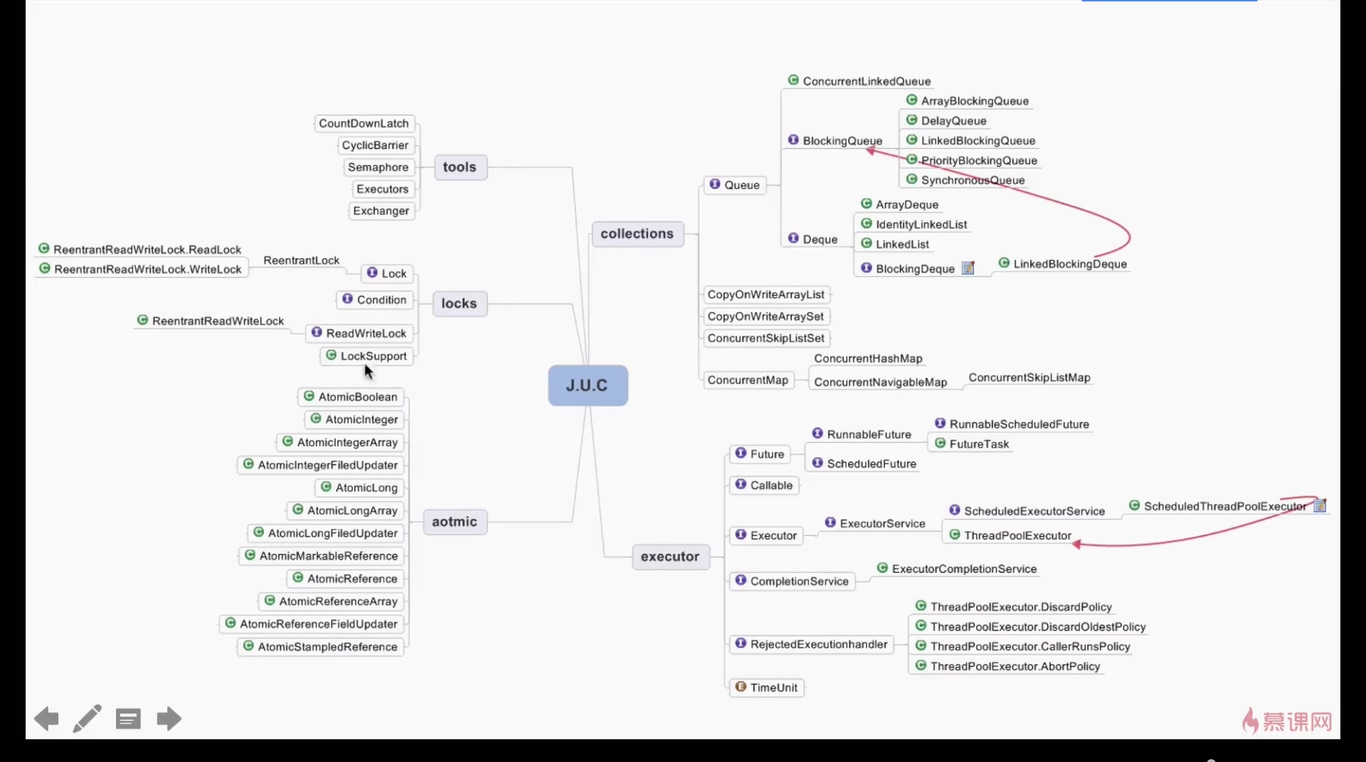 J.U.C
tools
CountDownLatch
CyclicBarrier
Semaphore
Executors
Exchanger
locks
Lock
ReentrantLock
ReentrantReadWriteLock.ReadLock
ReentrantReadWriteLock.WriteLock
Condition
ReadWriteLock
ReentrantReadWriteLock
LockSupport
aotmic
AtomicBoolean
AtomicInteger
AtomicIntegerArray
AtomicIntegerFiledUpdater
AtomicLong
AtomicLongArray
AtomicLongFiledUpdater
AtomicMarkableReference
AtomicReference
AtomicReferenceArray
AtomicReferenceFieldUpdater
AtomicStampledReference
collections
I Queue
C ConcurrentLinkedQueue
I BlockingQueue
C ArrayBlockingQueue
C DelayQueue
C LinkedBlockingQueue
C PriorityBlockingQueue
C SynchronousQueue
I Deque
C ArrayDeque
C IdentityLinkedList
C LinkedList
C BlockingDeque
C LinkedBlockingDeque
CopyOnWriteArrayList
CopyOnWriteArraySet
ConcurrentSkipListSet
ConcurrentMap
ConcurrentHashMap
ConcurrentNavigableMap
ConcurrentSkipListMap
executor
I Future
I RunnableFuture
I RunnableScheduledFuture
C FutureTask
I ScheduledFuture
I Callable
I Executor
I ExecutorService
I ScheduledExecutorService
C ScheduledThreadPoolExecutor
C ThreadPoolExecutor
I CompletionService
C ExecutorCompletionService
I RejectedExecutionhandler
C ThreadPoolExecutor.DiscardPolicy
C ThreadPoolExecutor.DiscardOldestPolicy
C ThreadPoolExecutor.CallerRunsPolicy
C ThreadPoolExecutor.AbortPolicy
E TimeUnit
慕课网